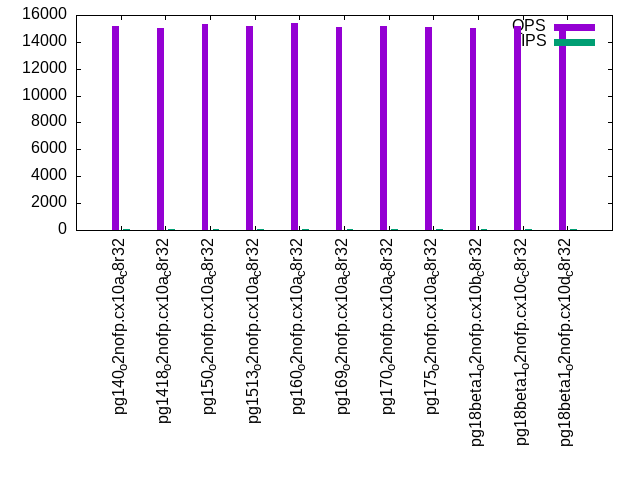 16000
14000
12000
10000
8000
6000
4000
2000
0
QPS
IPS
pg140o2nofp.cx10ac8r32
pg1418o2nofp.cx10ac8r32
pg150o2nofp.cx10ac8r32
pg1513o2nofp.cx10ac8r32
pg160o2nofp.cx10ac8r32
pg169o2nofp.cx10ac8r32
pg170o2nofp.cx10ac8r32
pg175o2nofp.cx10ac8r32
pg18beta1o2nofp.cx10bc8r32
pg18beta1o2nofp.cx10cc8r32
pg18beta1o2nofp.cx10dc8r32